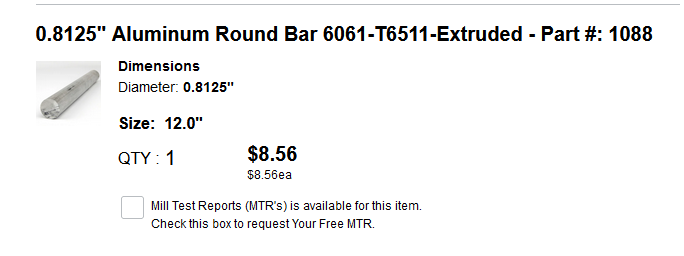 0.8125" Aluminum Round Bar 6061-T6511-Extruded - Part #: 1088
Dimensions
Diameter: 0.8125"
Size: 12.0"
QTY : 1 $8.56
$8.56ea
Mill Test Reports (MTR's) is available for this item.
Check this box to request Your Free MTR.